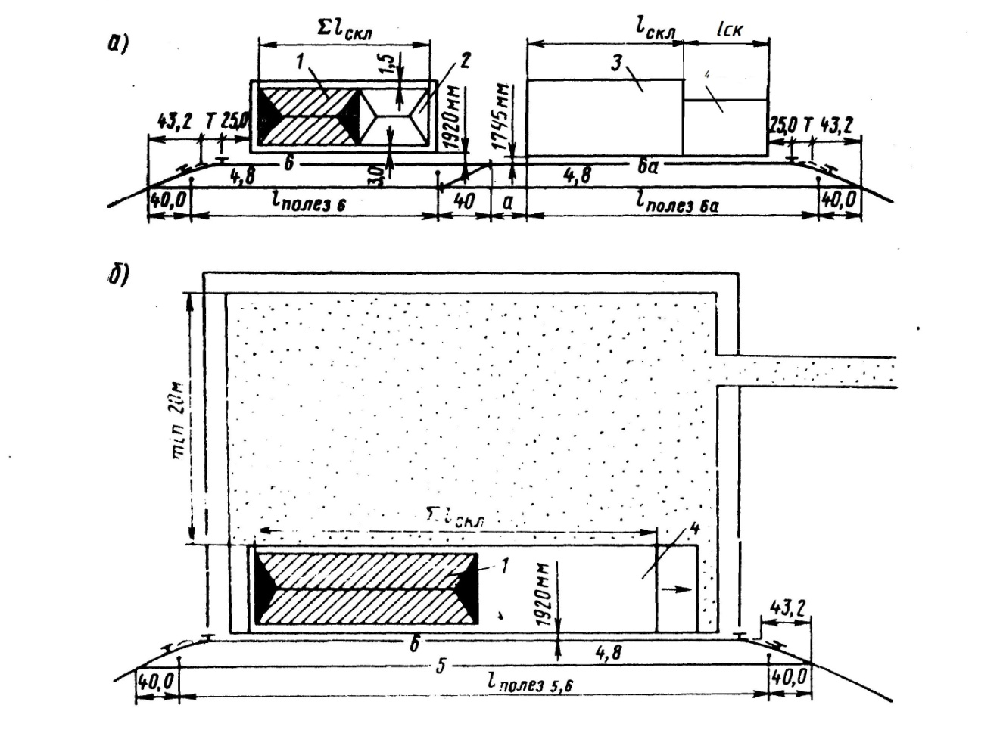 а)
Σlскл
lскл
lск
1
1,5
2
3
4
43,2
Т
25,0
1920мм
1745мм
25,0
Т
43,2
6
3,0
6а
4,8
4,8
40,0
lполез 6
40
а
lполез 6а
40,0
б)
min 20м
Σlскл
4
1
1920мм
43,2
6
4,8
5
40,0
lполез 5,6
40,0